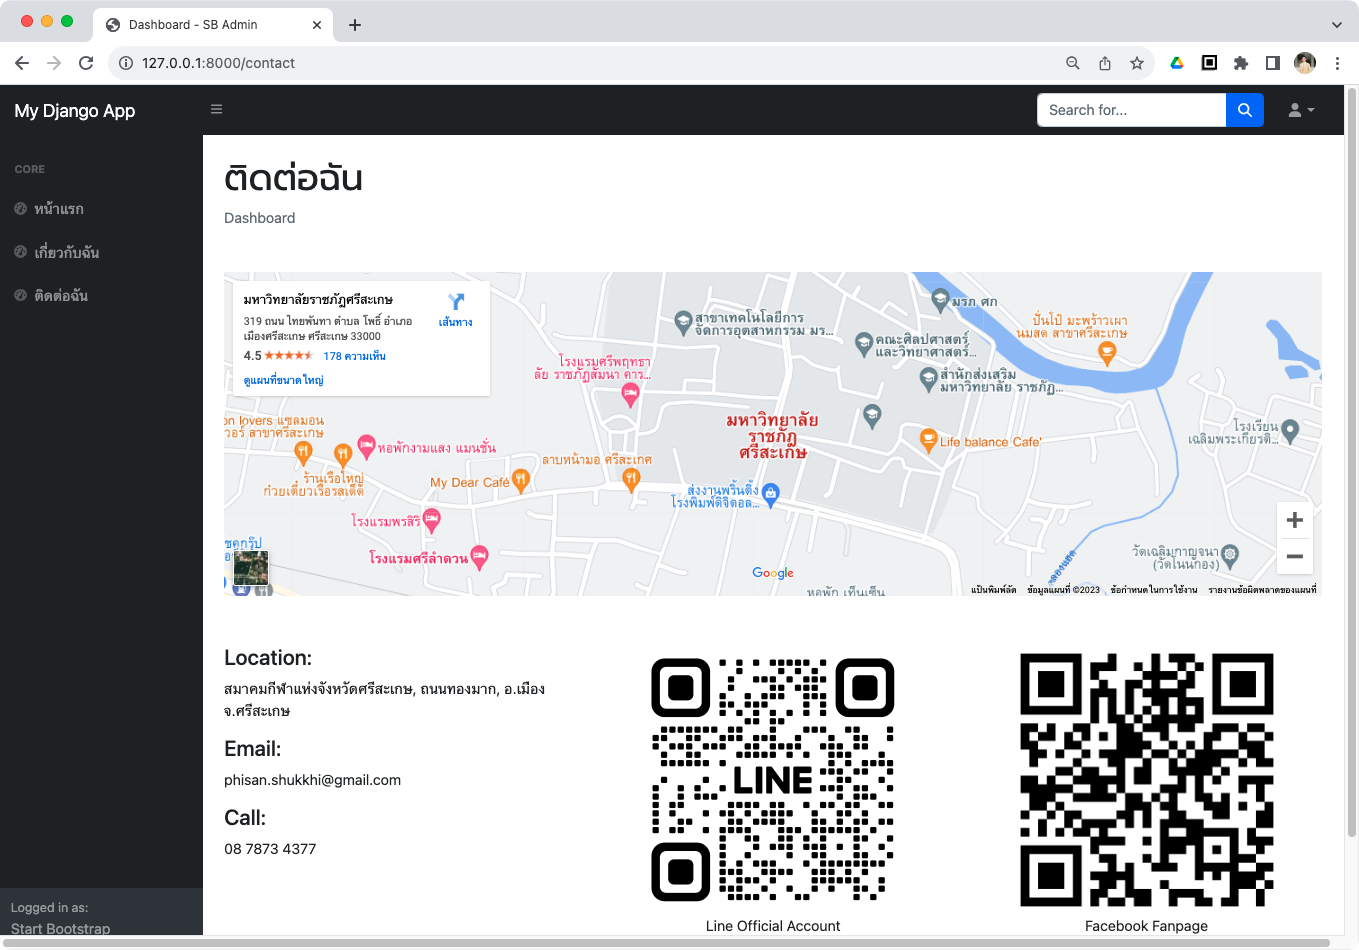 Dashboard - SB Admin
127.0.0.1:8000/contact
My Django App
Search for...
CORE
หน้าแรก
เกี่ยวกับฉัน
ติดต่อฉัน
ติดต่อฉัน
Dashboard
มหาวิทยาลัยราชภัฏศรีสะเกษ
319 ถนน ไทยพันทา ตำบล โพธิ์ อำเภอ
เมืองศรีสะเกษ ศรีสะเกษ 33000
4.5
178 ความเห็น
ดูแผนที่ขนาดใหญ่
เส้นทาง
มรภ ศก
สาขาเทคโนโลยีการ
จัดการอุตสาหกรรม มร...
ปั่นโป๊ มะพร้าวเผา
นมสด สาขาศรีสะเกษ
คณะศิลปศาสตร์
และวิทยาศาสตร์...
โรงแรมศรีพฤทธา
ลัย ราชภัฏสัมนา คาร...
สำนักส่งเสริม
มหาวิทยาลัย ราชภัฏ...
มหาวิทยาลัย
ราชภัฏ
ศรีสะเกษ
on lovers แซลมอน
วอร์ สาขาศรีสะเกษ
โรงเรียน
เฉลิมพระเกียรติ...
Life balance Cafe'
หอพักงามแสง แมนชั่น
ลาบหน้ามอ ศรีสะเกศ
ร้านเรือใหญ่
ก๋วยเตี๋ยวเรือรสเด็ด
My Dear Café
ส่งงานพริ้นติ้ง
โรงพิมพ์ดิจิตอล...
โรงแรมพรสิริ
โรงแรมศรีลำดวน
วัดเฉลิมกาญจนา
(วัดโนนกอง)
Google
หอพัก เท็นเซ็น
แป้นพิมพ์ลัด
ข้อมูลแผนที่ ©2023
ข้อกำหนดในการใช้งาน
รายงานข้อผิดพลาดของแผนที่
Location:
สมาคมกีฬาแห่งจังหวัดศรีสะเกษ, ถนนทองมาก, อ.เมือง
จ.ศรีสะเกษ
Email:
phisan.shukkhi@gmail.com
Call:
08 7873 4377
LINE
Line Official Account
Facebook Fanpage
Logged in as:
Start Bootstrap